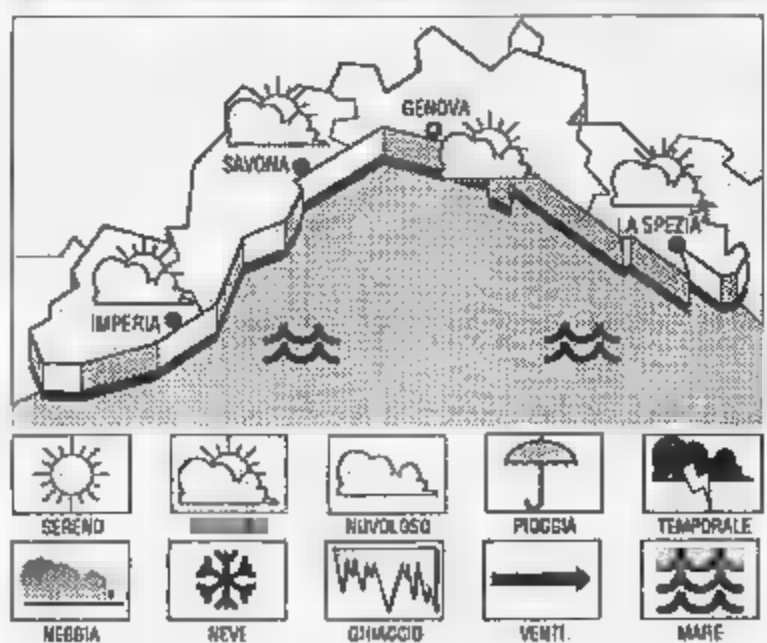 GENOVA
SAVONA
LA SPEZIA
IMPERIA
SERENO
NUVOLOSO
PIOGGIA
TEMPORALE
NEBBIA
NEVE
GHIACCIO
VENTI
MARE